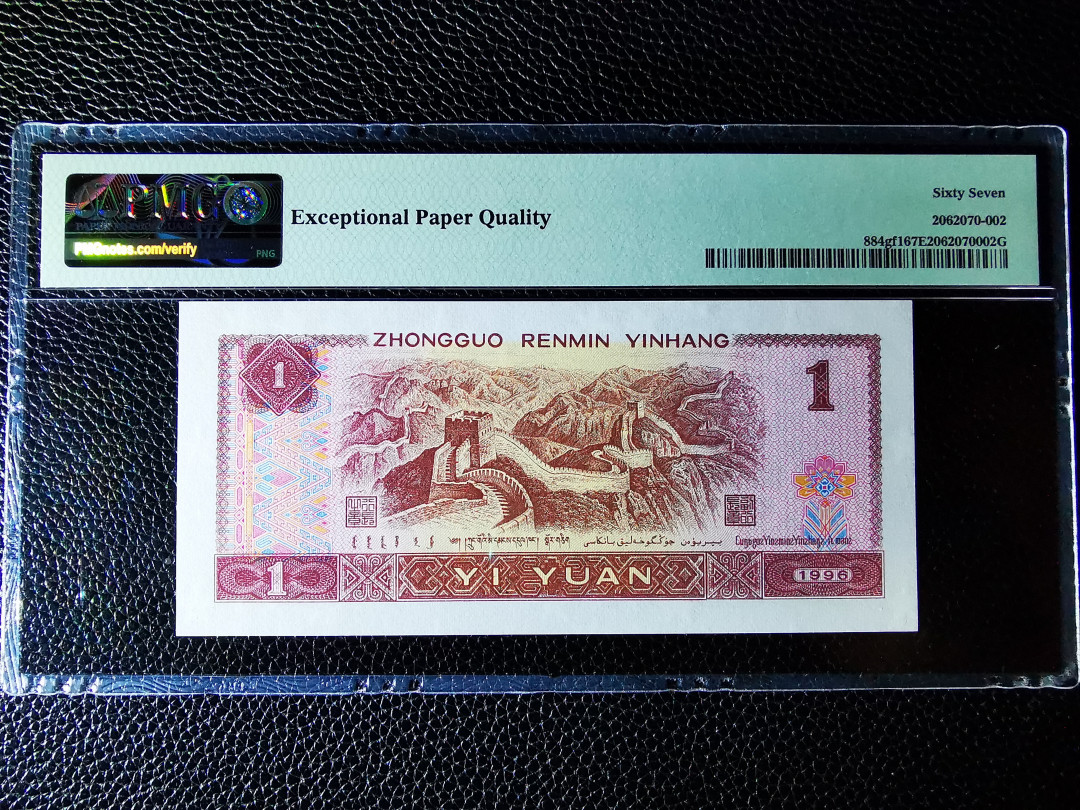 PMG
PMGnotes.com/verify
PNG
Exceptional Paper Quality
Sixty Seven
2062070-002
884gf167E2062070002G
ZHONGGUO RENMIN YINHANG
1
1
1
YI YUAN
1996